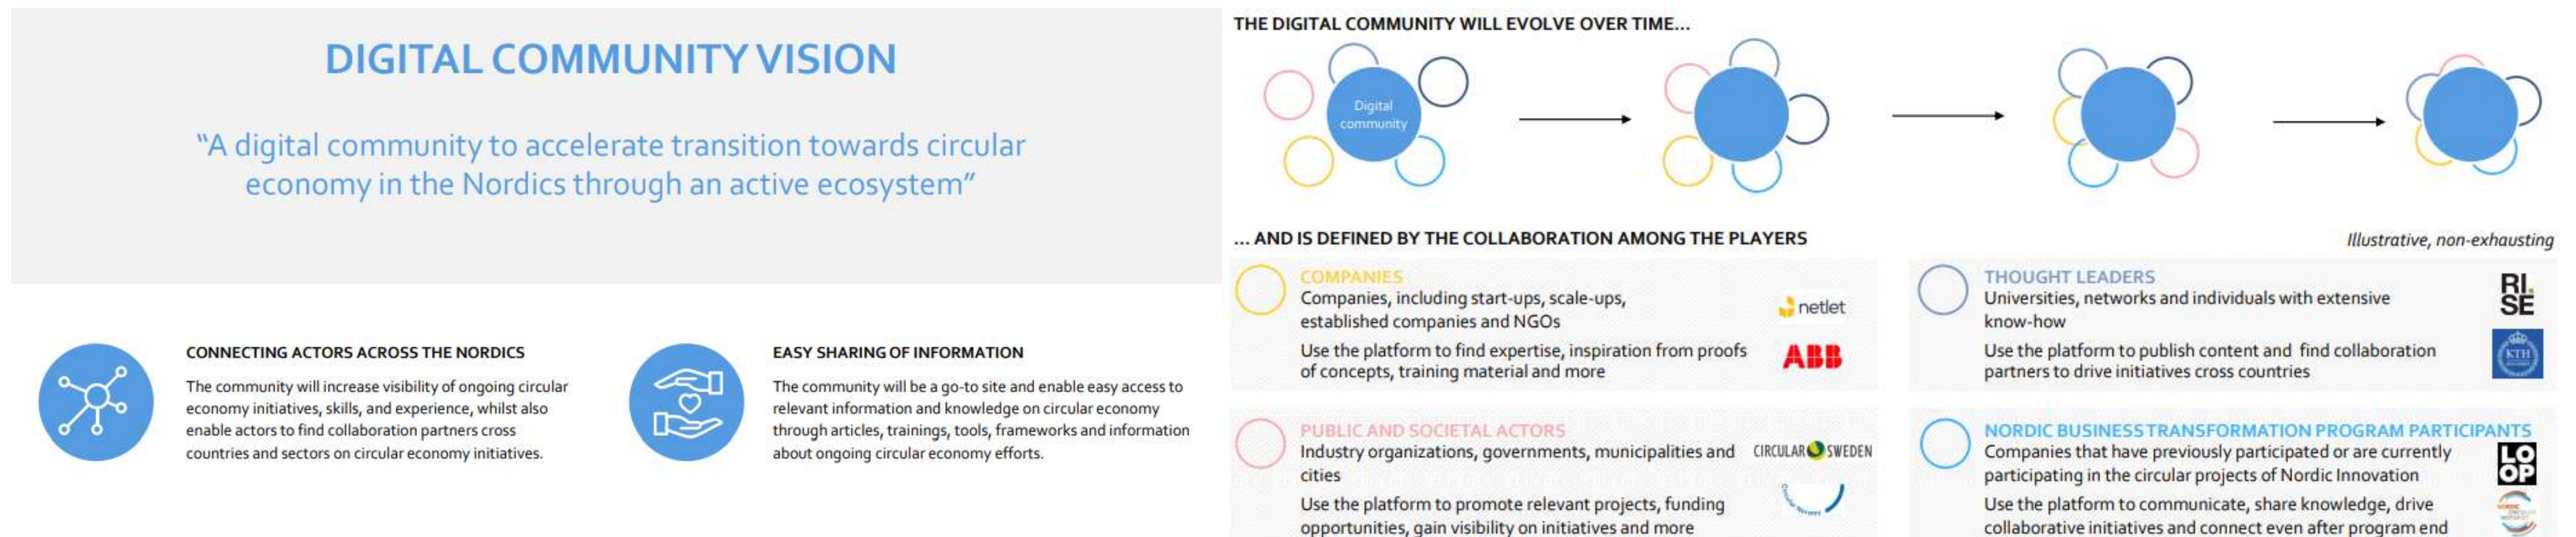 DIGITAL COMMUNITY VISION
“A digital community to accelerate transition towards circular
economy in the Nordics through an active ecosystem”
CONNECTING ACTORS ACROSS THE NORDICS
The community will increase visibility of ongoing circular
economy initiatives, skills, and experience, whilst also
enable actors to find collaboration partners cross
countries and sectors on circular economy initiatives.
EASY SHARING OF INFORMATION
The community will be a go-to site and enable easy access to
relevant information and knowledge on circular economy
through articles, trainings, tools, frameworks and information
about ongoing circular economy efforts.
THE DIGITAL COMMUNITY WILL EVOLVE OVER TIME...
Digital
community
... AND IS DEFINED BY THE COLLABORATION AMONG THE PLAYERS
Illustrative, non-exhausting
COMPANIES
Companies, including start-ups, scale-ups,
established companies and NGOs
Use the platform to find expertise, inspiration from proofs
of concepts, training material and more
netlet
ABB
THOUGHT LEADERS
Universities, networks and individuals with extensive
know-how
Use the platform to publish content and find collaboration
partners to drive initiatives cross countries
RI.
SE
KTH
PUBLIC AND SOCIETAL ACTORS
Industry organizations, governments, municipalities and
cities
Use the platform to promote relevant projects, funding
opportunities, gain visibility on initiatives and more
CIRCULAR SWEDEN
Circular Norway
NORDIC BUSINESS TRANSFORMATION PROGRAM PARTICIPANTS
Companies that have previously participated or are currently
participating in the circular projects of Nordic Innovation
Use the platform to communicate, share knowledge, drive
collaborative initiatives and connect even after program end
LO
OP
NORDIC
CIRCULAR
HOTSPOT